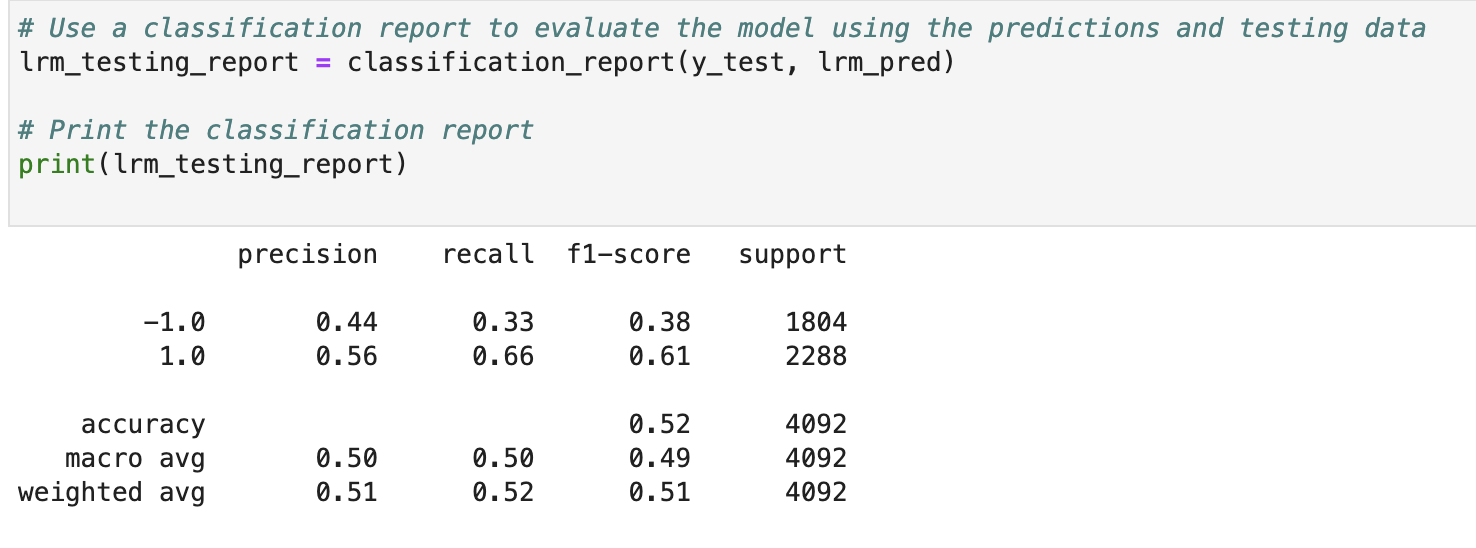 # Use a classification report to evaluate the model using the predictions and testing data
lrm_testing_report = classification_report(y_test, lrm_pred)
# Print the classification report
print(lrm_testing_report)
precision recall f1-score support
-1.0 0.44 0.33 0.38 1804
1.0 0.56 0.66 0.61 2288
accuracy 0.52 4092
macro avg 0.50 0.50 0.49 4092
weighted avg 0.51 0.52 0.51 4092